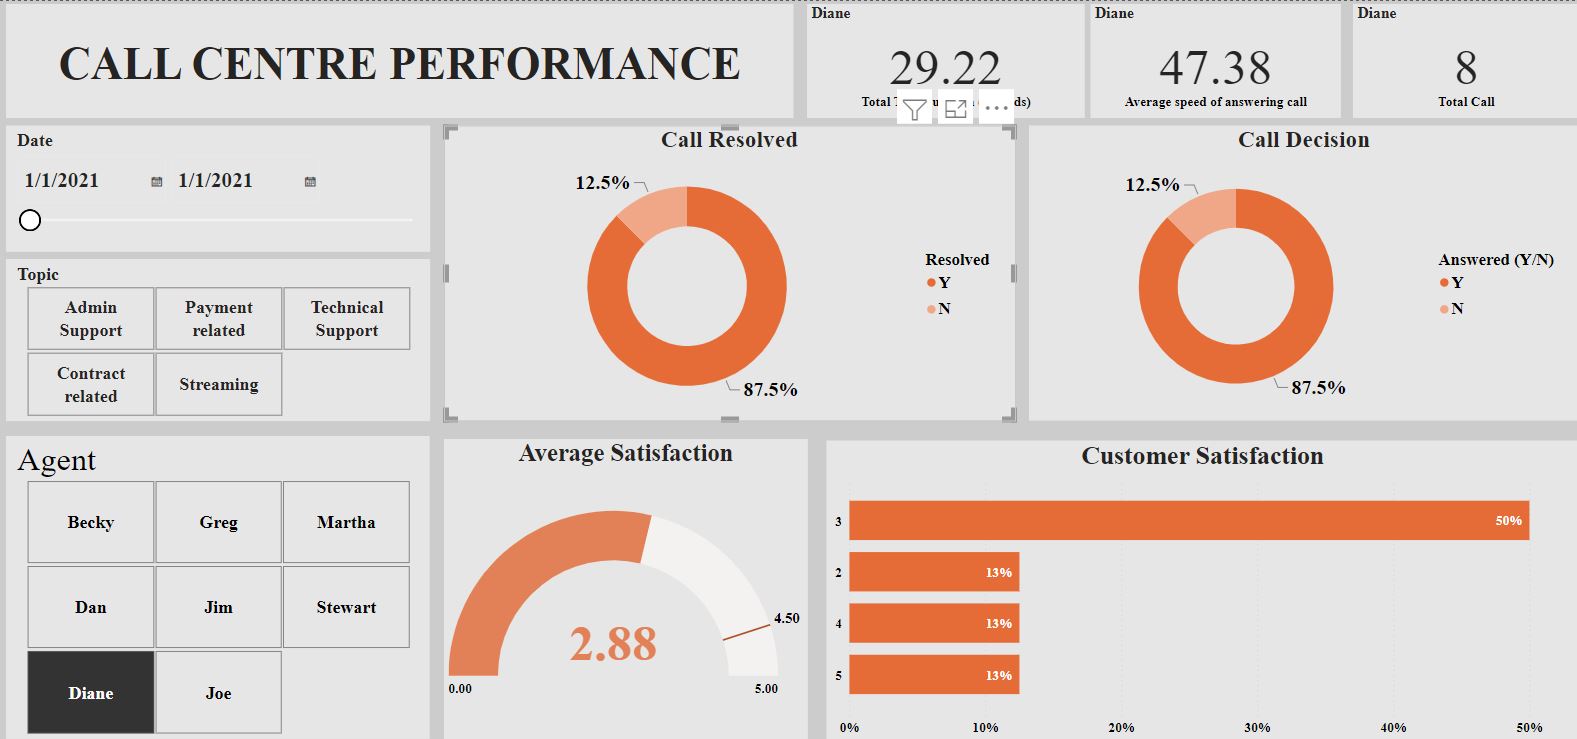 CALL CENTRE PERFORMANCE
Diane
29.22
Total
Diane
47.38
Average speed of answering call
Diane
8
Total Call
Date
1/1/2021 1/1/2021
Topic
Admin
Support
Payment
related
Technical
Support
Contract
related
Streaming
Agent
Becky
Greg
Martha
Dan
Jim
Stewart
Diane
Joe
Call Resolved
12.5%
87.5%
Resolved
Y
N
Call Decision
12.5%
87.5%
Answered (Y/N)
Y
N
Average Satisfaction
2.88
4.50
0.00
5.00
Customer Satisfaction
3 50%
2 13%
4 13%
5 13%
0% 10% 20% 30% 40% 50%